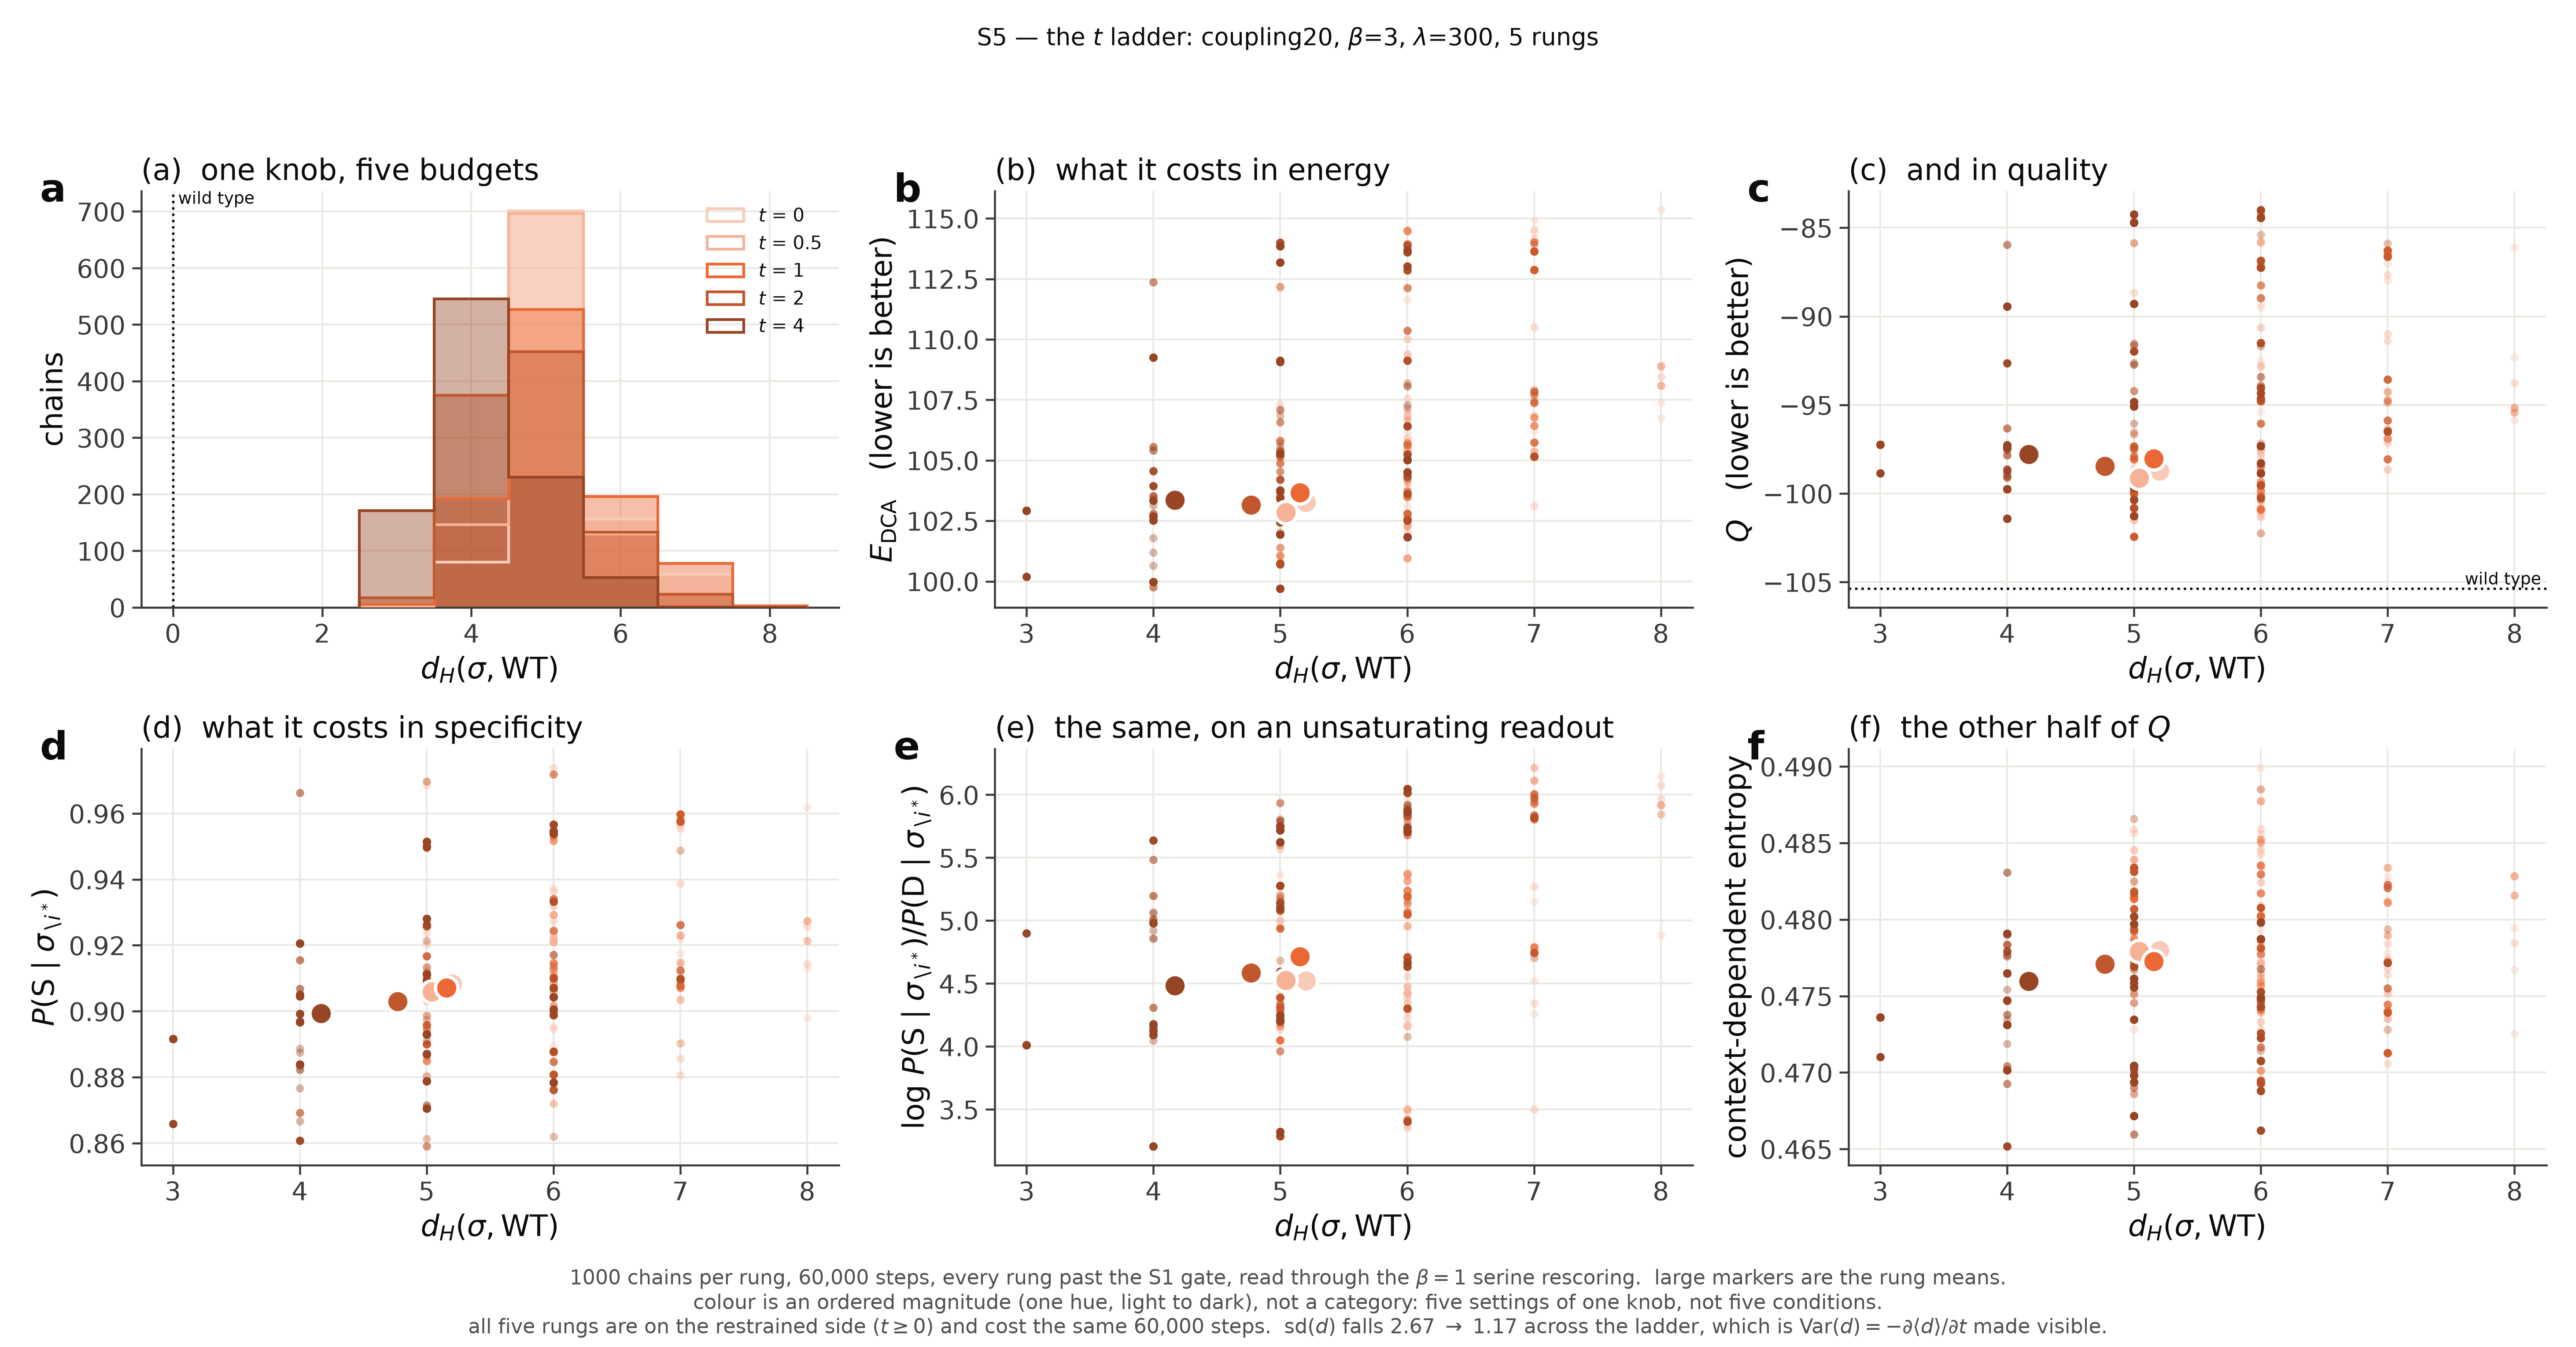 S5 — the t ladder: coupling20, β=3, λ=300, 5 rungs
a
(a) one knob, five budgets
wild type
t = 0
t = 0.5
t = 1
t = 2
t = 4
chains
700
600
500
400
300
200
100
0
0 2 4 6 8
d_H(σ, WT)
b
(b) what it costs in energy
E_DCA (lower is better)
115.0
112.5
110.0
107.5
105.0
102.5
100.0
3 4 5 6 7 8
d_H(σ, WT)
c
(c) and in quality
Q (lower is better)
−85
−90
−95
−100
−105
wild type
3 4 5 6 7 8
d_H(σ, WT)
d
(d) what it costs in specificity
P(S | σ_{\i*})
0.96
0.94
0.92
0.90
0.88
0.86
3 4 5 6 7 8
d_H(σ, WT)
e
(e) the same, on an unsaturating readout
log P(S | σ_{\i*})/P(D | σ_{\i*})
6.0
5.5
5.0
4.5
4.0
3.5
3 4 5 6 7 8
d_H(σ, WT)
f
(f) the other half of Q
context-dependent entropy
0.490
0.485
0.480
0.475
0.470
0.465
3 4 5 6 7 8
d_H(σ, WT)
1000 chains per rung, 60,000 steps, every rung past the S1 gate, read through the β = 1 serine rescoring. large markers are the rung means.
colour is an ordered magnitude (one hue, light to dark), not a category: five settings of one knob, not five conditions.
all five rungs are on the restrained side (t ≥ 0) and cost the same 60,000 steps. sd(d) falls 2.67 → 1.17 across the ladder, which is Var(d) = −∂⟨d⟩/∂t made visible.